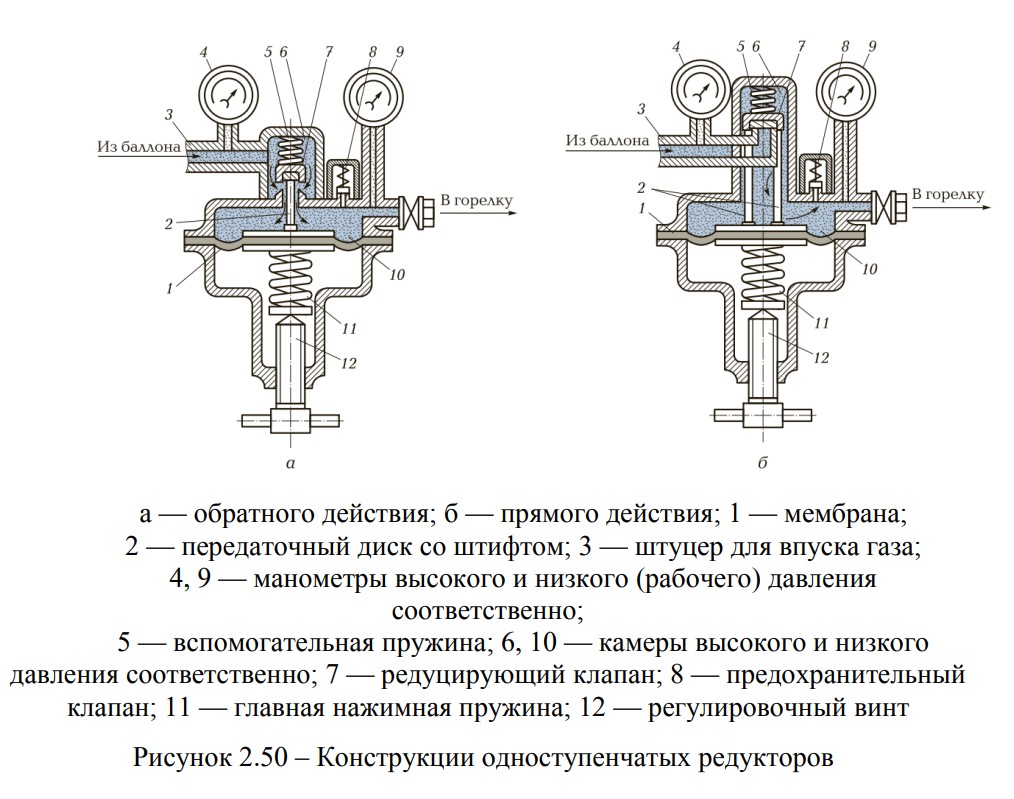 4 5 6 7 8 9
3
Из баллона
В горелку
2
1
10
11
12
а
4 5 6 7 8 9
3
Из баллона
В горелку
2
1
10
11
12
б
а — обратного действия; б — прямого действия; 1 — мембрана;
2 — передаточный диск со штифтом; 3 — штуцер для впуска газа;
4, 9 — манометры высокого и низкого (рабочего) давления
соответственно;
5 — вспомогательная пружина; 6, 10 — камеры высокого и низкого
давления соответственно; 7 — редуцирующий клапан; 8 — предохранительный
клапан; 11 — главная нажимная пружина; 12 — регулировочный винт
Рисунок 2.50 – Конструкции одноступенчатых редукторов